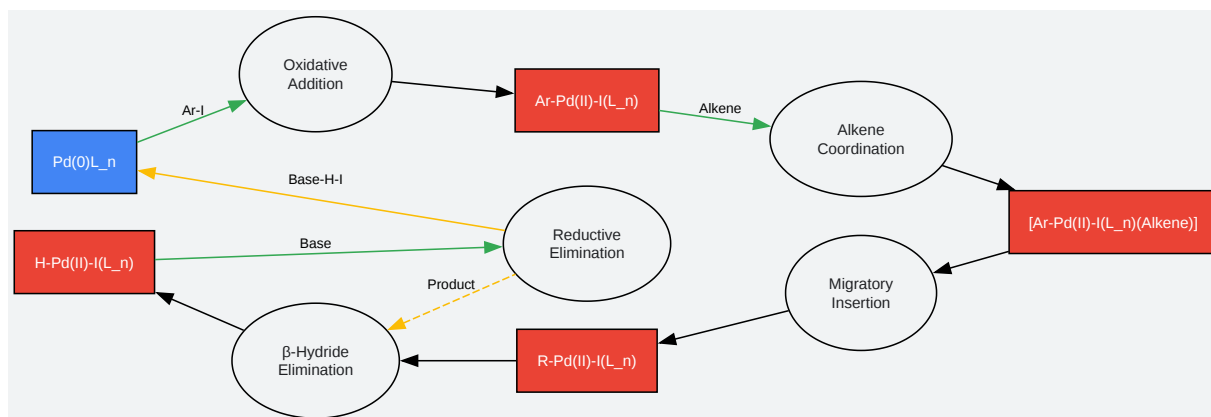 Oxidative
Addition
Ar-I
Ar-Pd(II)-I(L_n)
Alkene
Alkene
Coordination
Pd(0)L_n
Base-H-I
[Ar-Pd(II)-I(L_n)(Alkene)]
H-Pd(II)-I(L_n)
Base
Reductive
Elimination
Product
Migratory
Insertion
β-Hydride
Elimination
R-Pd(II)-I(L_n)